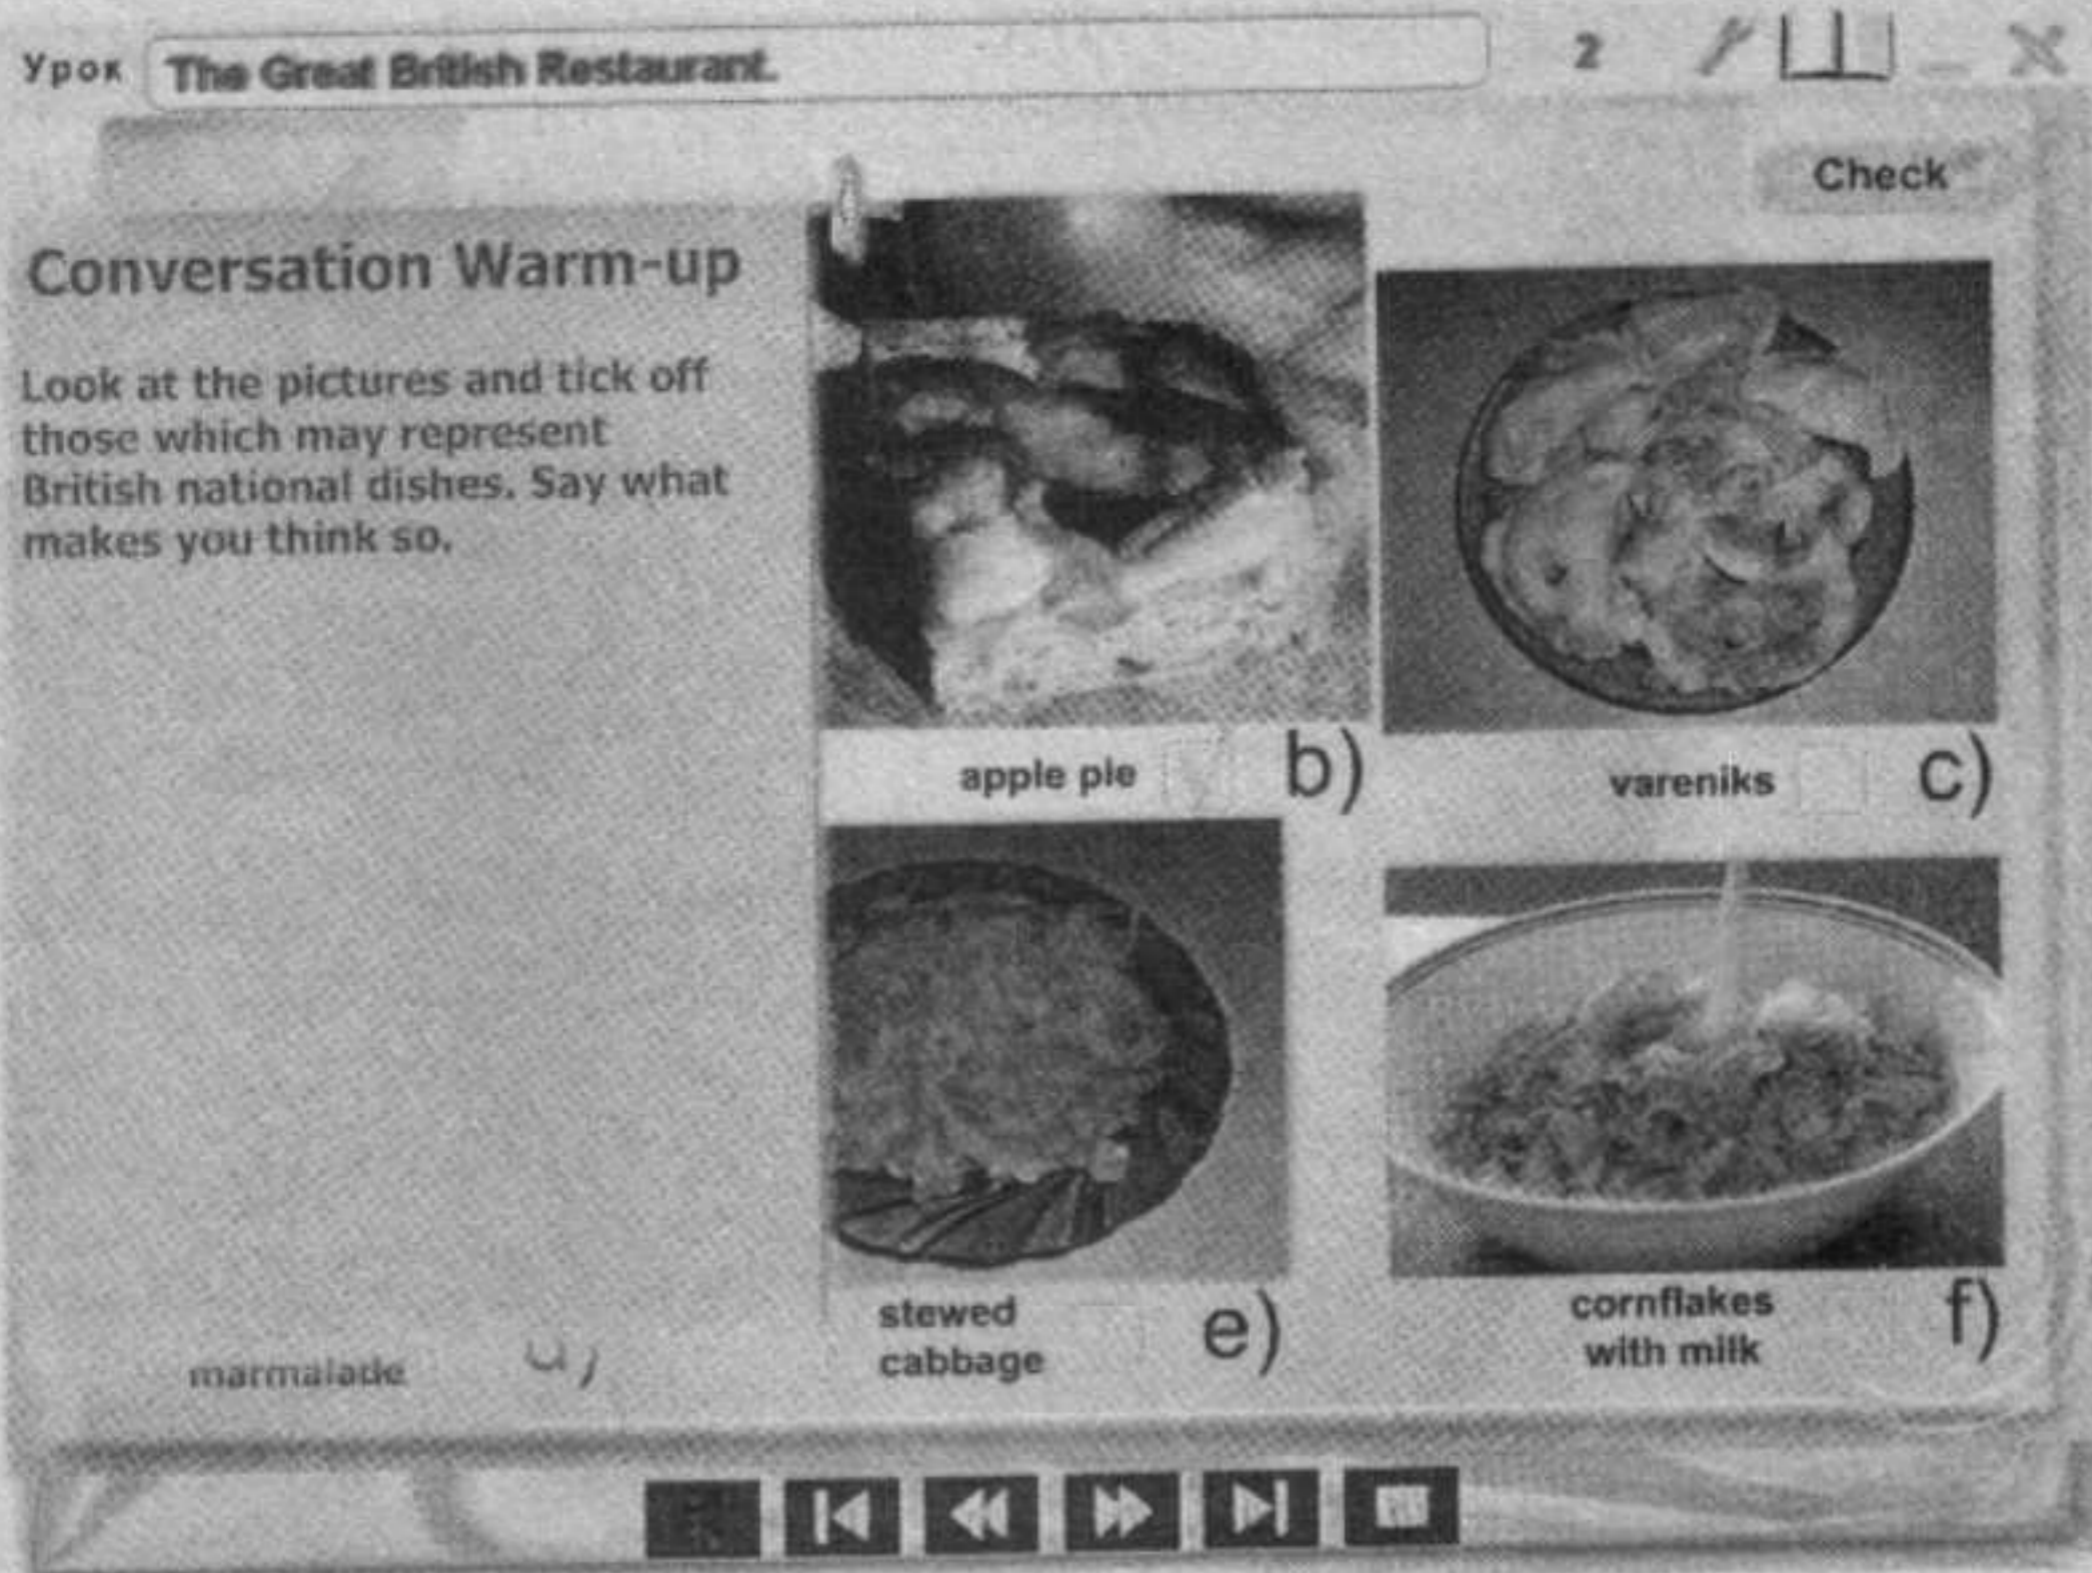 Урок The Great British Restaurant.
2
Check
Conversation Warm-up
Look at the pictures and tick off
those which may represent
British national dishes. Say what
makes you think so.
apple pie b)
vareniks c)
marmalade
stewed
cabbage
e)
cornflakes
with milk
f)